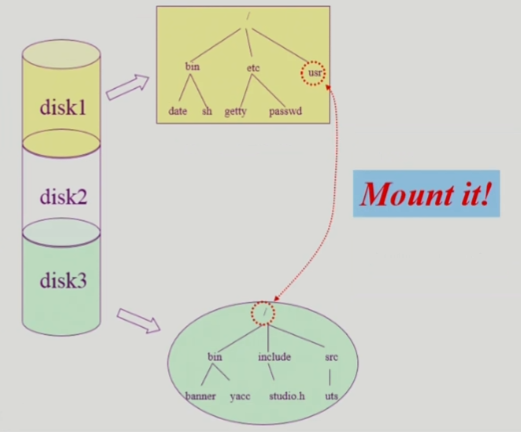 /
bin etc usr
date sh getty passwd
disk1
disk2
Mount it!
disk3
/
bin include src
banner yacc studio.h uts